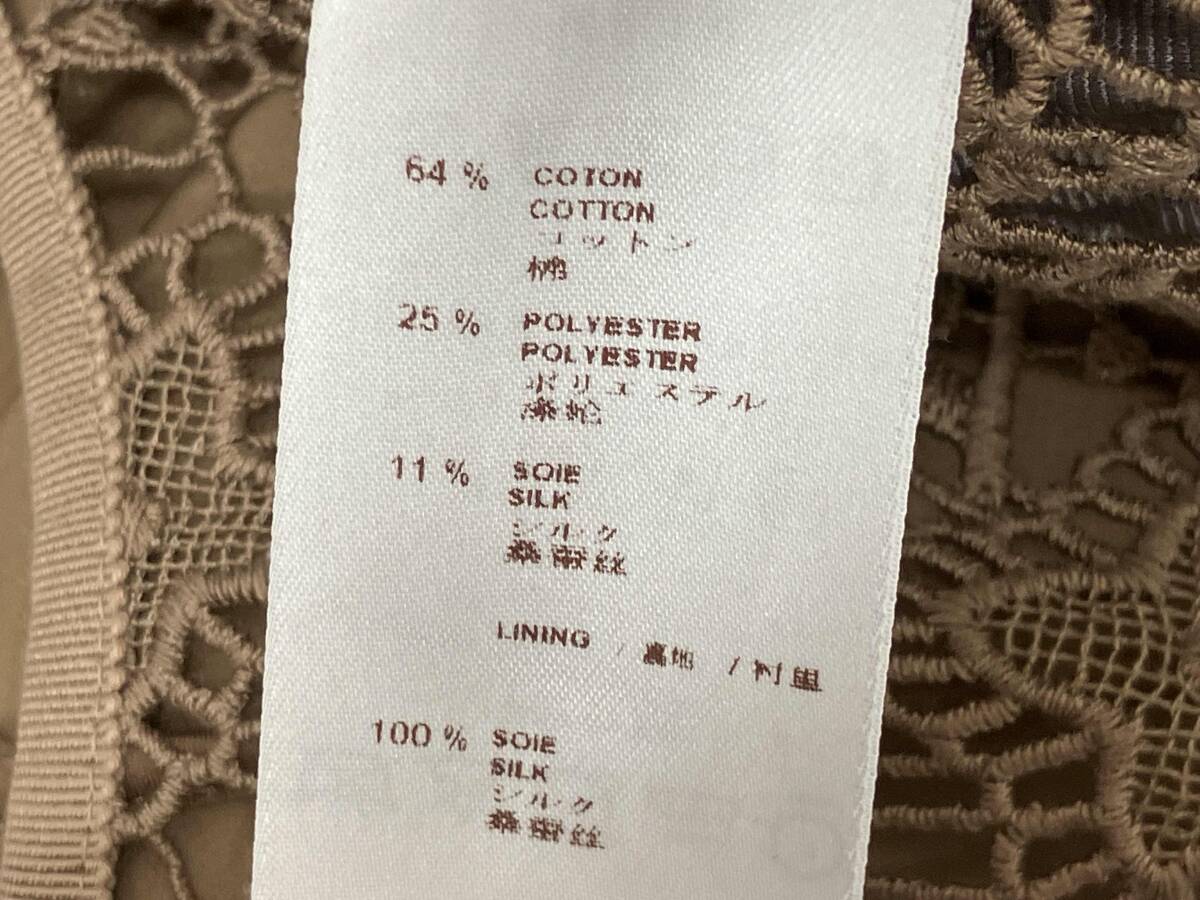 64 % COTON
COTTON
コットン
棉
25 % POLYESTER
POLYESTER
ポリエステル
11 % SOIE
SILK
シルク
桑蚕丝
LINING / 裏地 / 衬里
100 % SOIE
SILK
シルク
桑蚕丝